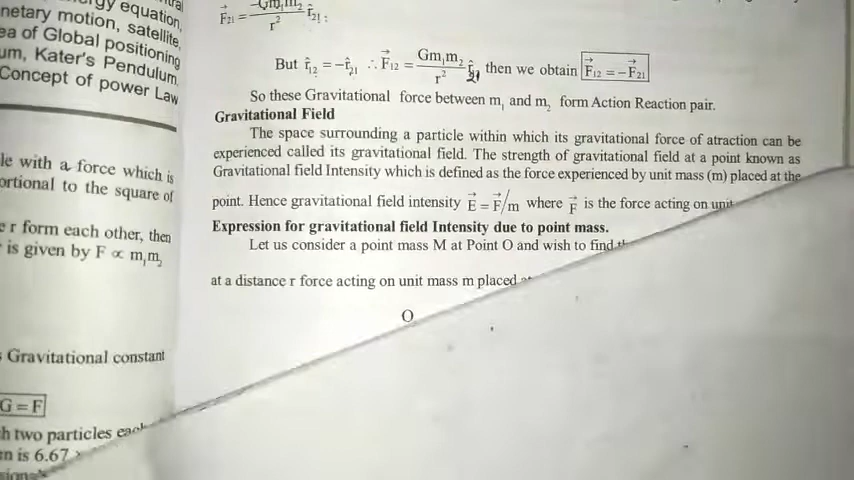 gy equation,
netary motion, satellite,
ea of Global positioning
um, Kater's Pendulum,
Concept of power Law
le with a force which is
ortional to the square of
e r form each other, then
is given by F ∝ m₁m₂
s Gravitational constant
G = F
h two particles each
m is 6.67
F⃗₂₁ = -Gm₁m₂/r² r̂₂₁ ;
But r̂₁₂ = -r̂₂₁ ∴ F⃗₁₂ = Gm₁m₂/r² r̂₂₁ then we obtain F⃗₁₂ = -F⃗₂₁
So these Gravitational force between m₁ and m₂ form Action Reaction pair.
Gravitational Field
The space surrounding a particle within which its gravitational force of atraction can be
experienced called its gravitational field. The strength of gravitational field at a point known as
Gravitational field Intensity which is defined as the force experienced by unit mass (m) placed at the
point. Hence gravitational field intensity E⃗ = F⃗/m where F⃗ is the force acting on unit
Expression for gravitational field Intensity due to point mass.
Let us consider a point mass M at Point O and wish to find
at a distance r force acting on unit mass m placed
O